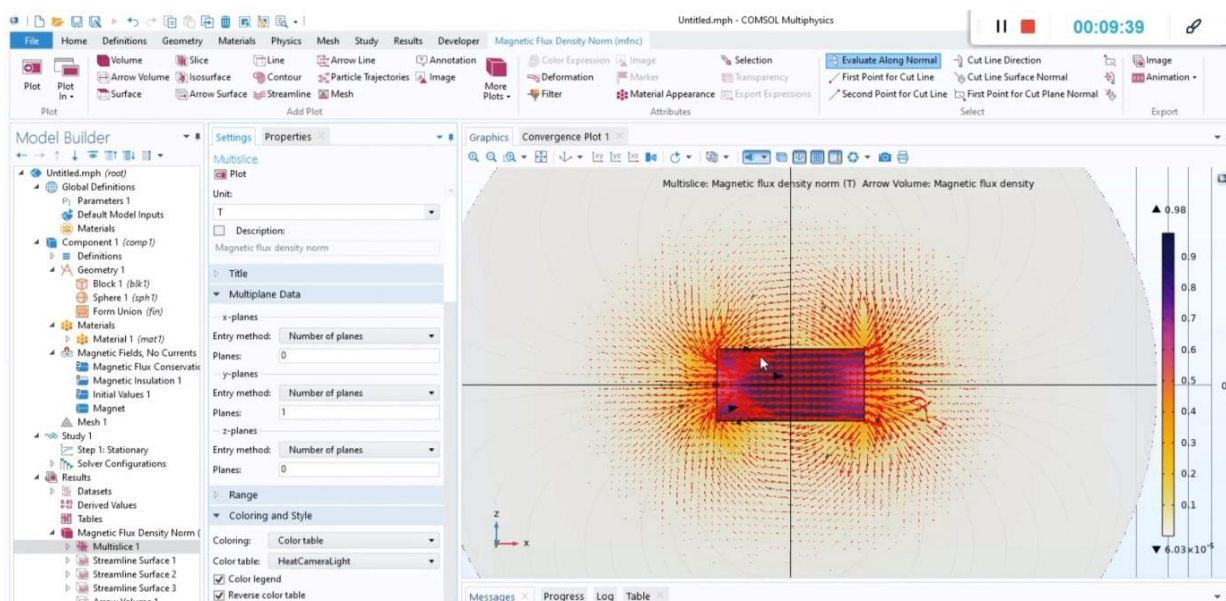 Untitled.mph - COMSOL Multiphysics
00:09:39
File Home Definitions Geometry Materials Physics Mesh Study Results Developer Magnetic Flux Density Norm (mfnc)
Plot
Plot In
Volume Slice Line Arrow Line Annotation
Arrow Volume Isosurface Contour Particle Trajectories Image
Surface Arrow Surface Streamline Mesh
More Plots
Color Expression Image Selection
Deformation Marker Transparency
Filter Material Appearance Export Expressions
Evaluate Along Normal Cut Line Direction
First Point for Cut Line Cut Line Surface Normal
Second Point for Cut Line First Point for Cut Plane Normal
Image
Animation
Plot Add Plot Attributes Select Export
Model Builder
Untitled.mph (root)
Global Definitions
Pi Parameters 1
Default Model Inputs
Materials
Component 1 (comp1)
Definitions
Geometry 1
Block 1 (blk1)
Sphere 1 (sph1)
Form Union (fin)
Materials
Material 1 (mat1)
Magnetic Fields, No Currents
Magnetic Flux Conservati
Magnetic Insulation 1
Initial Values 1
Magnet
Mesh 1
Study 1
Step 1: Stationary
Solver Configurations
Results
Datasets
Derived Values
Tables
Magnetic Flux Density Norm (
Multislice 1
Streamline Surface 1
Streamline Surface 2
Streamline Surface 3
Arrow Volume 1
Settings Properties
Multislice
Plot
Unit:
T
Description:
Magnetic flux density norm
Title
Multiplane Data
x-planes
Entry method: Number of planes
Planes: 0
y-planes
Entry method: Number of planes
Planes: 1
z-planes
Entry method: Number of planes
Planes: 0
Range
Coloring and Style
Coloring: Color table
Color table: HeatCameraLight
Color legend
Reverse color table
Graphics Convergence Plot 1
Multislice: Magnetic flux density norm (T) Arrow Volume: Magnetic flux density
0.98
0.9
0.8
0.7
0.6
0.5
0.4
0.3
0.2
0.1
6.03×10⁻⁵
0
z
y x
Messages Progress Log Table